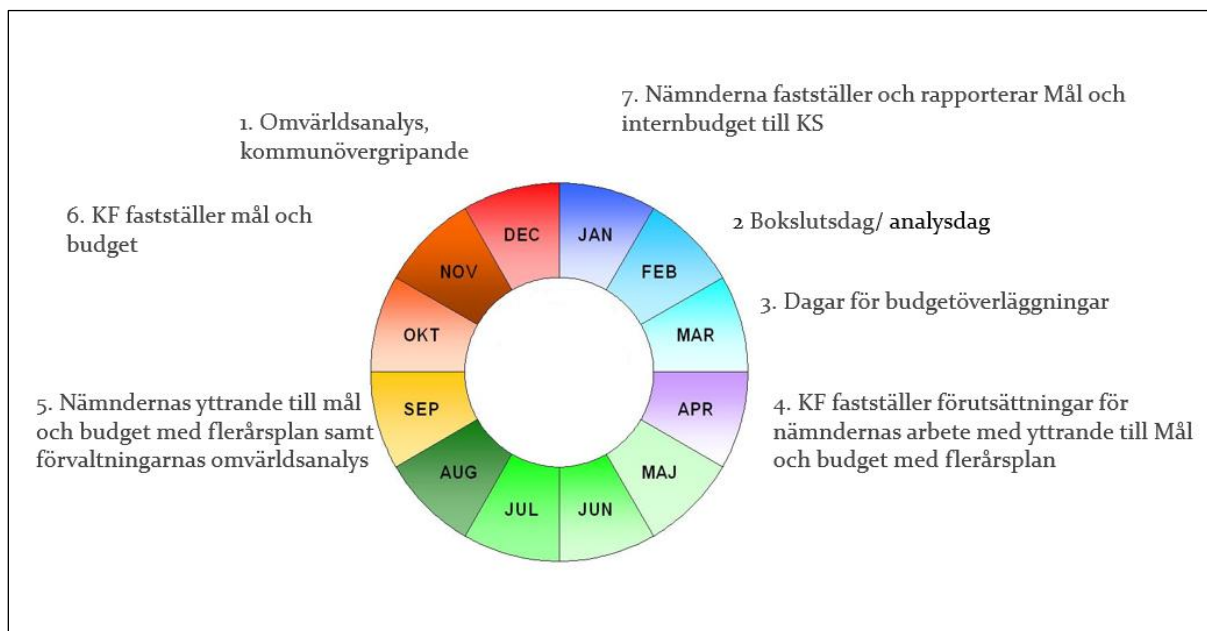 7. Nämnderna fastställer och rapporterar Mål och
internbudget till KS
1. Omvärldsanalys,
kommunövergripande
6. KF fastställer mål och
budget
2 Bokslutsdag/ analysdag
3. Dagar för budgetöverläggningar
5. Nämndernas yttrande till mål
och budget med flerårsplan samt
förvaltningarnas omvärldsanalys
4. KF fastställer förutsättningar för
nämndernas arbete med yttrande till Mål
och budget med flerårsplan
JAN
FEB
MAR
APR
MAJ
JUN
JUL
AUG
SEP
OKT
NOV
DEC